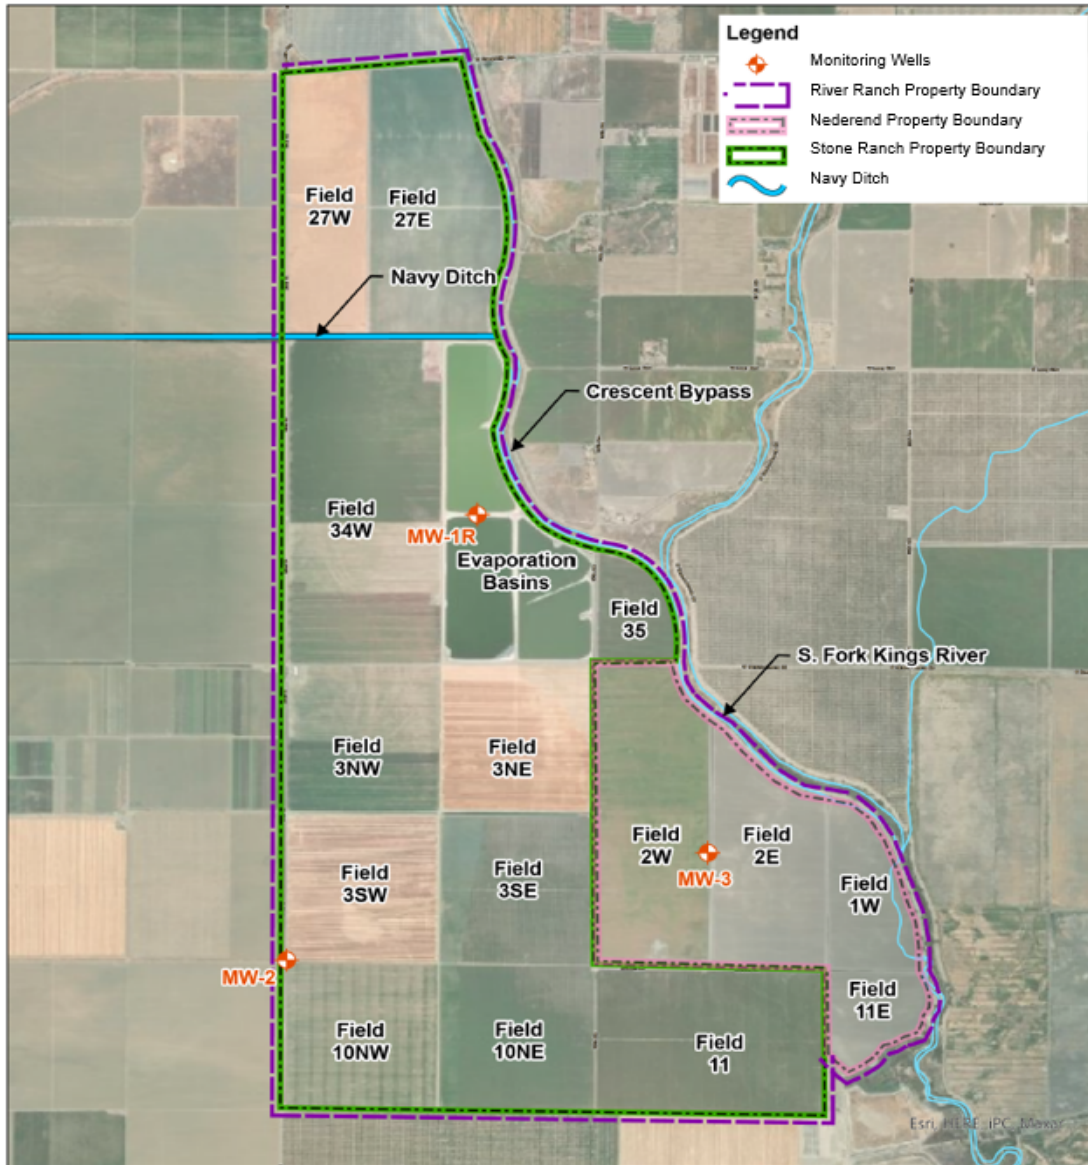 Legend
Monitoring Wells
River Ranch Property Boundary
Nederend Property Boundary
Stone Ranch Property Boundary
Navy Ditch
Field
27W
Field
27E
Navy Ditch
Crescent Bypass
Field
34W
MW-1R
Evaporation
Basins
Field
35
S. Fork Kings River
Field
3NW
Field
3NE
Field
2W
Field
2E
MW-3
Field
3SW
Field
3SE
Field
1W
MW-2
Field
11E
Field
10NW
Field
10NE
Field
11
Esri, HERE, iPC, Maxar